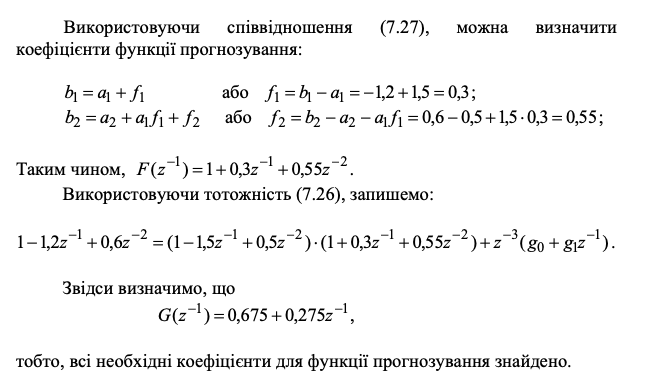 Використовуючи співвідношення (7.27), можна визначити
коефіцієнти функції прогнозування:
b₁ = a₁ + f₁ або f₁ = b₁ − a₁ = −1,2 + 1,5 = 0,3;
b₂ = a₂ + a₁f₁ + f₂ або f₂ = b₂ − a₂ − a₁f₁ = 0,6 − 0,5 + 1,5 · 0,3 = 0,55;
Таким чином, F(z⁻¹) = 1 + 0,3z⁻¹ + 0,55z⁻².
Використовуючи тотожність (7.26), запишемо:
1 − 1,2z⁻¹ + 0,6z⁻² = (1 − 1,5z⁻¹ + 0,5z⁻²) · (1 + 0,3z⁻¹ + 0,55z⁻²) + z⁻³(g₀ + g₁z⁻¹).
Звідси визначимо, що
G(z⁻¹) = 0,675 + 0,275z⁻¹,
тобто, всі необхідні коефіцієнти для функції прогнозування знайдено.